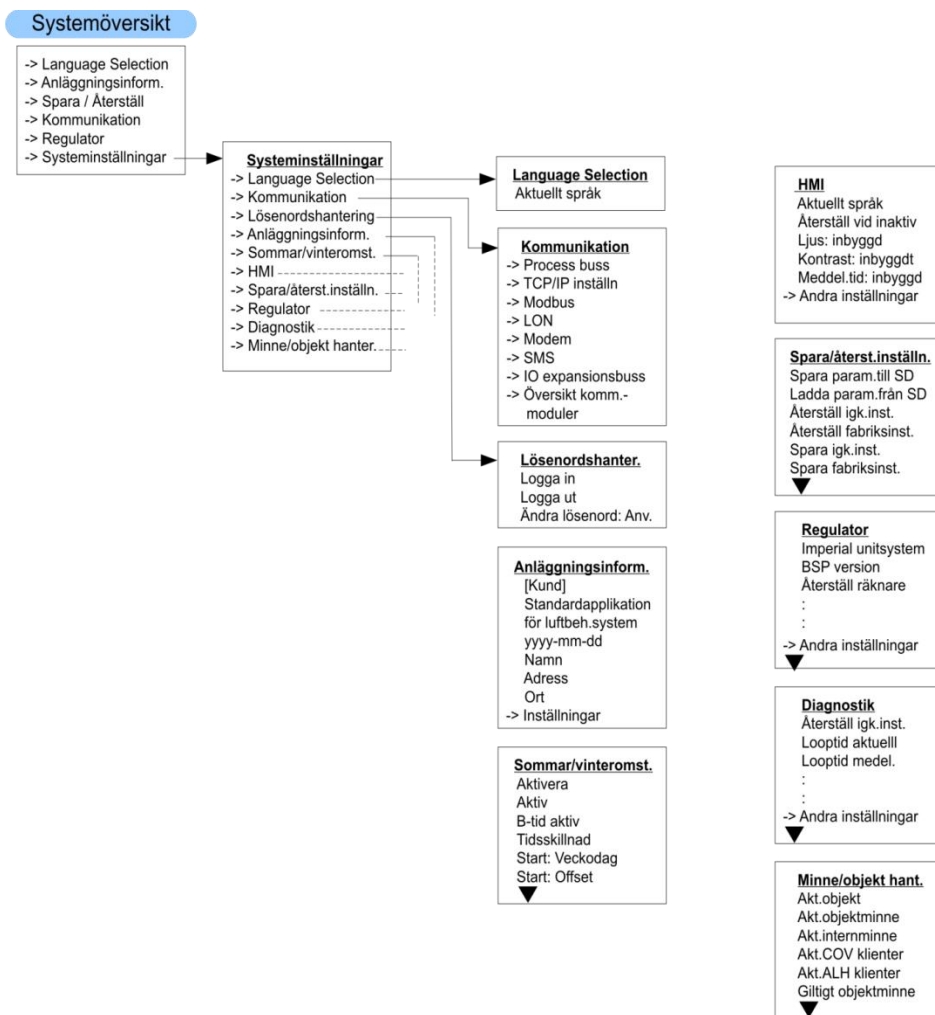 Systemöversikt
-> Language Selection
-> Anläggningsinform.
-> Spara / Återställ
-> Kommunikation
-> Regulator
-> Systeminställningar
Systeminställningar
-> Language Selection
-> Kommunikation
-> Lösenordshantering
-> Anläggningsinform.
-> Sommar/vinteromst.
-> HMI
-> Spara/återst.inställn.
-> Regulator
-> Diagnostik
-> Minne/objekt hanter.
Language Selection
Aktuellt språk
Kommunikation
-> Process buss
-> TCP/IP inställn
-> Modbus
-> LON
-> Modem
-> SMS
-> IO expansionsbuss
-> Översikt komm.-
moduler
Lösenordshanter.
Logga in
Logga ut
Ändra lösenord: Anv.
Anläggningsinform.
[Kund]
Standardapplikation
för luftbeh.system
yyyy-mm-dd
Namn
Adress
Ort
-> Inställningar
Sommar/vinteromst.
Aktivera
Aktiv
B-tid aktiv
Tidsskillnad
Start: Veckodag
Start: Offset
HMI
Aktuellt språk
Återställ vid inaktiv
Ljus: inbyggd
Kontrast: inbyggdt
Meddel.tid: inbyggd
-> Andra inställningar
Spara/återst.inställn.
Spara param.till SD
Ladda param.från SD
Återställ igk.inst.
Återställ fabriksinst.
Spara igk.inst.
Spara fabriksinst.
Regulator
Imperial unitsystem
BSP version
Återställ räknare
:
:
-> Andra inställningar
Diagnostik
Återställ igk.inst.
Looptid aktuelll
Looptid medel.
:
:
-> Andra inställningar
Minne/objekt hant.
Akt.objekt
Akt.objektminne
Akt.internminne
Akt.COV klienter
Akt.ALH klienter
Giltigt objektminne